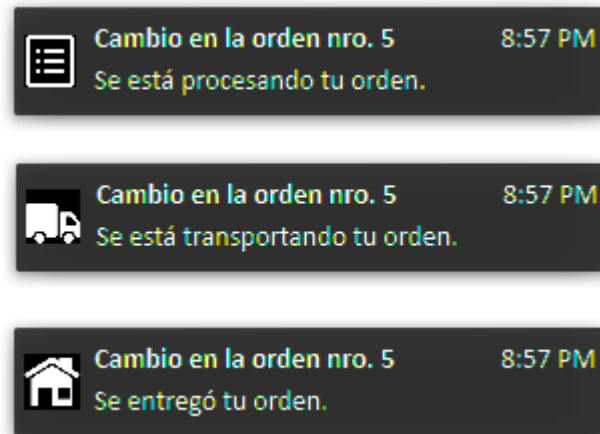 Cambio en la orden nro. 5 8:57 PM
Se está procesando tu orden.
Cambio en la orden nro. 5 8:57 PM
Se está transportando tu orden.
Cambio en la orden nro. 5 8:57 PM
Se entregó tu orden.